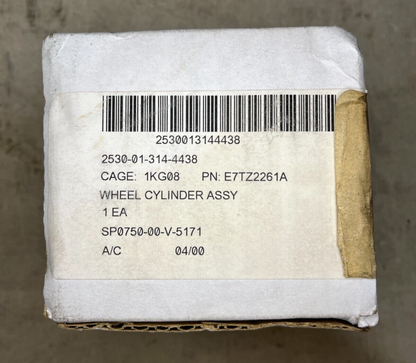 2530013144438
2530-01-314-4438
CAGE: 1KG08 PN: E7TZ2261A
WHEEL CYLINDER ASSY
1 EA
SP0750-00-V-5171
A/C 04/00